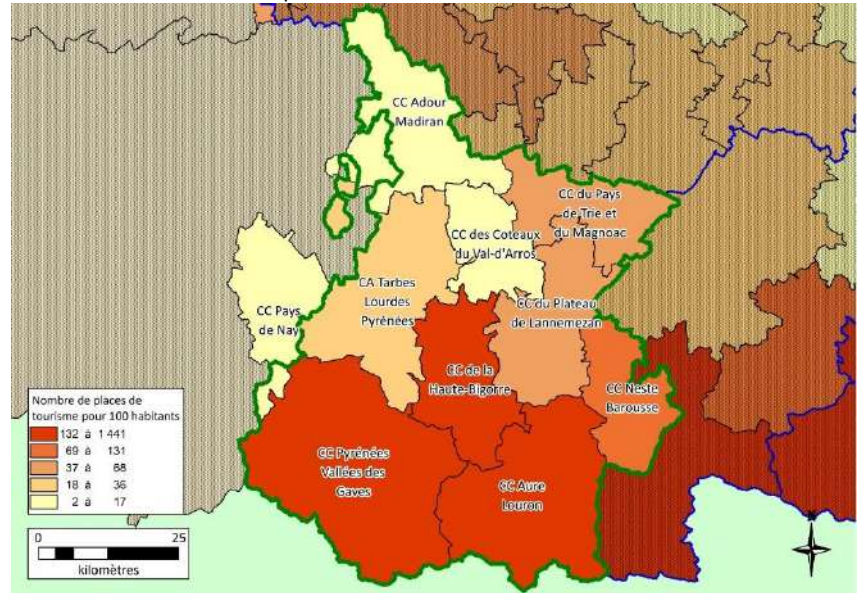 CC Adour
Madiran
CC du Pays
de Trie et
du Magnoac
CC des Coteaux
du Val-d'Arros
CA Tarbes
Lourdes
Pyrénées
CC Pays
de Nay
CC du Plateau
de Lannemezan
CC de la
Haute-Bigorre
CC Neste
Barousse
CC Pyrénées
Vallées des
Gaves
CC Aure
Louron
Nombre de places de
tourisme pour 100 habitants
132 à 1 441
69 à 131
37 à 68
18 à 36
2 à 17
0 25
kilomètres